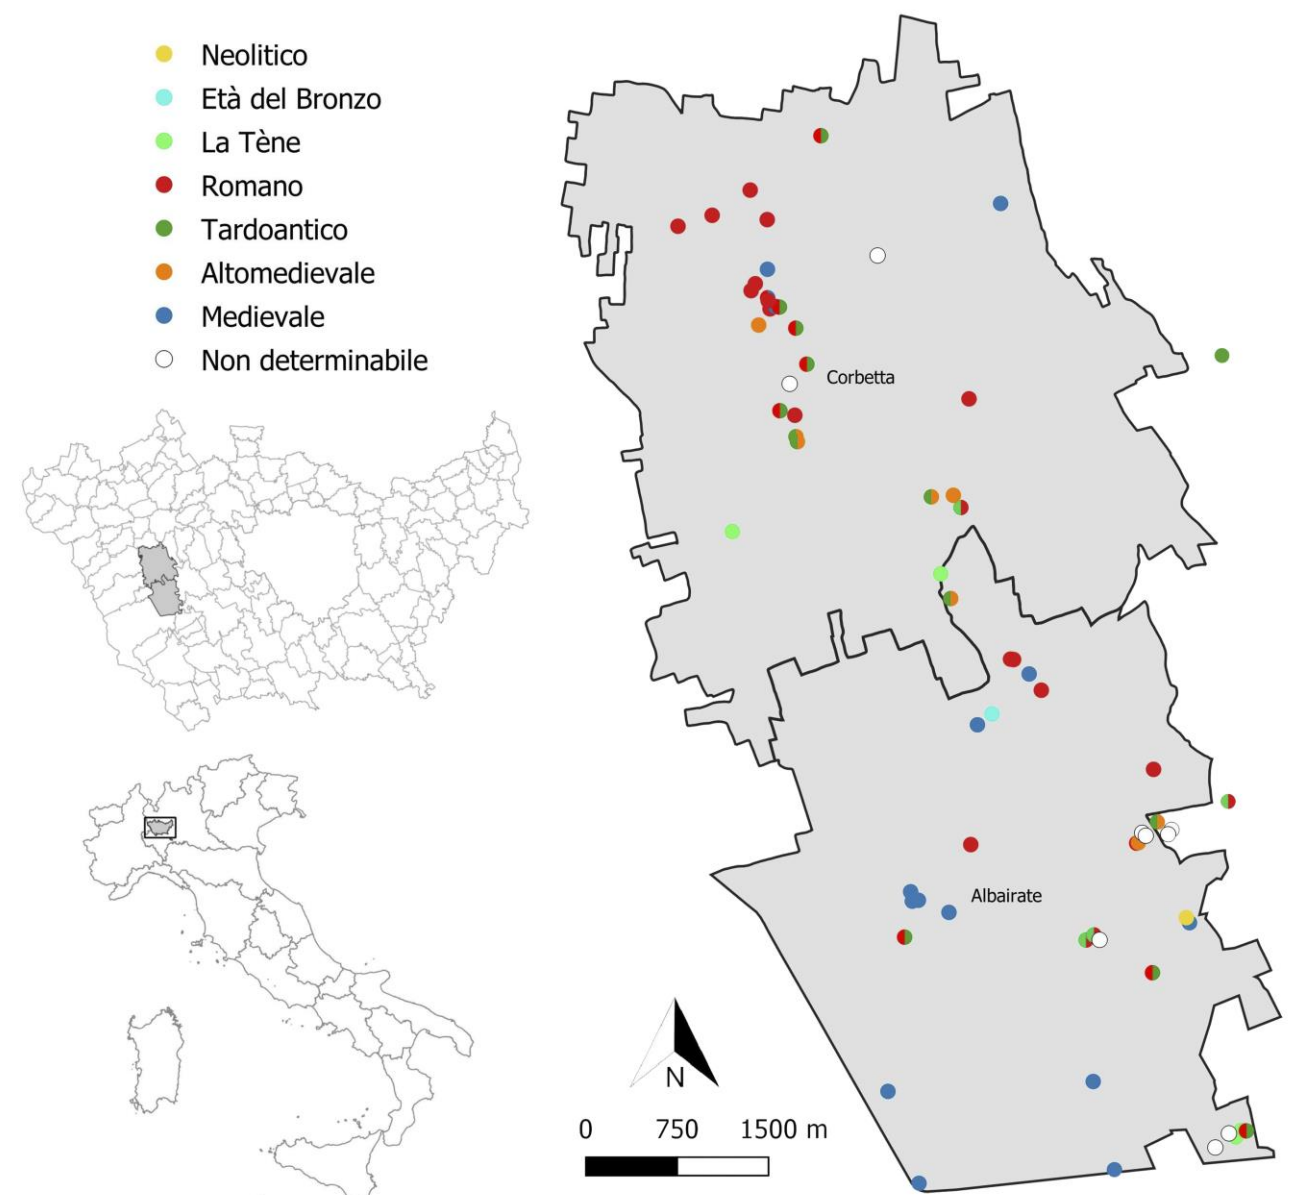 Neolitico
Età del Bronzo
La Tène
Romano
Tardoantico
Altomedievale
Medievale
Non determinabile
Corbetta
Albairate
N
0 750 1500 m